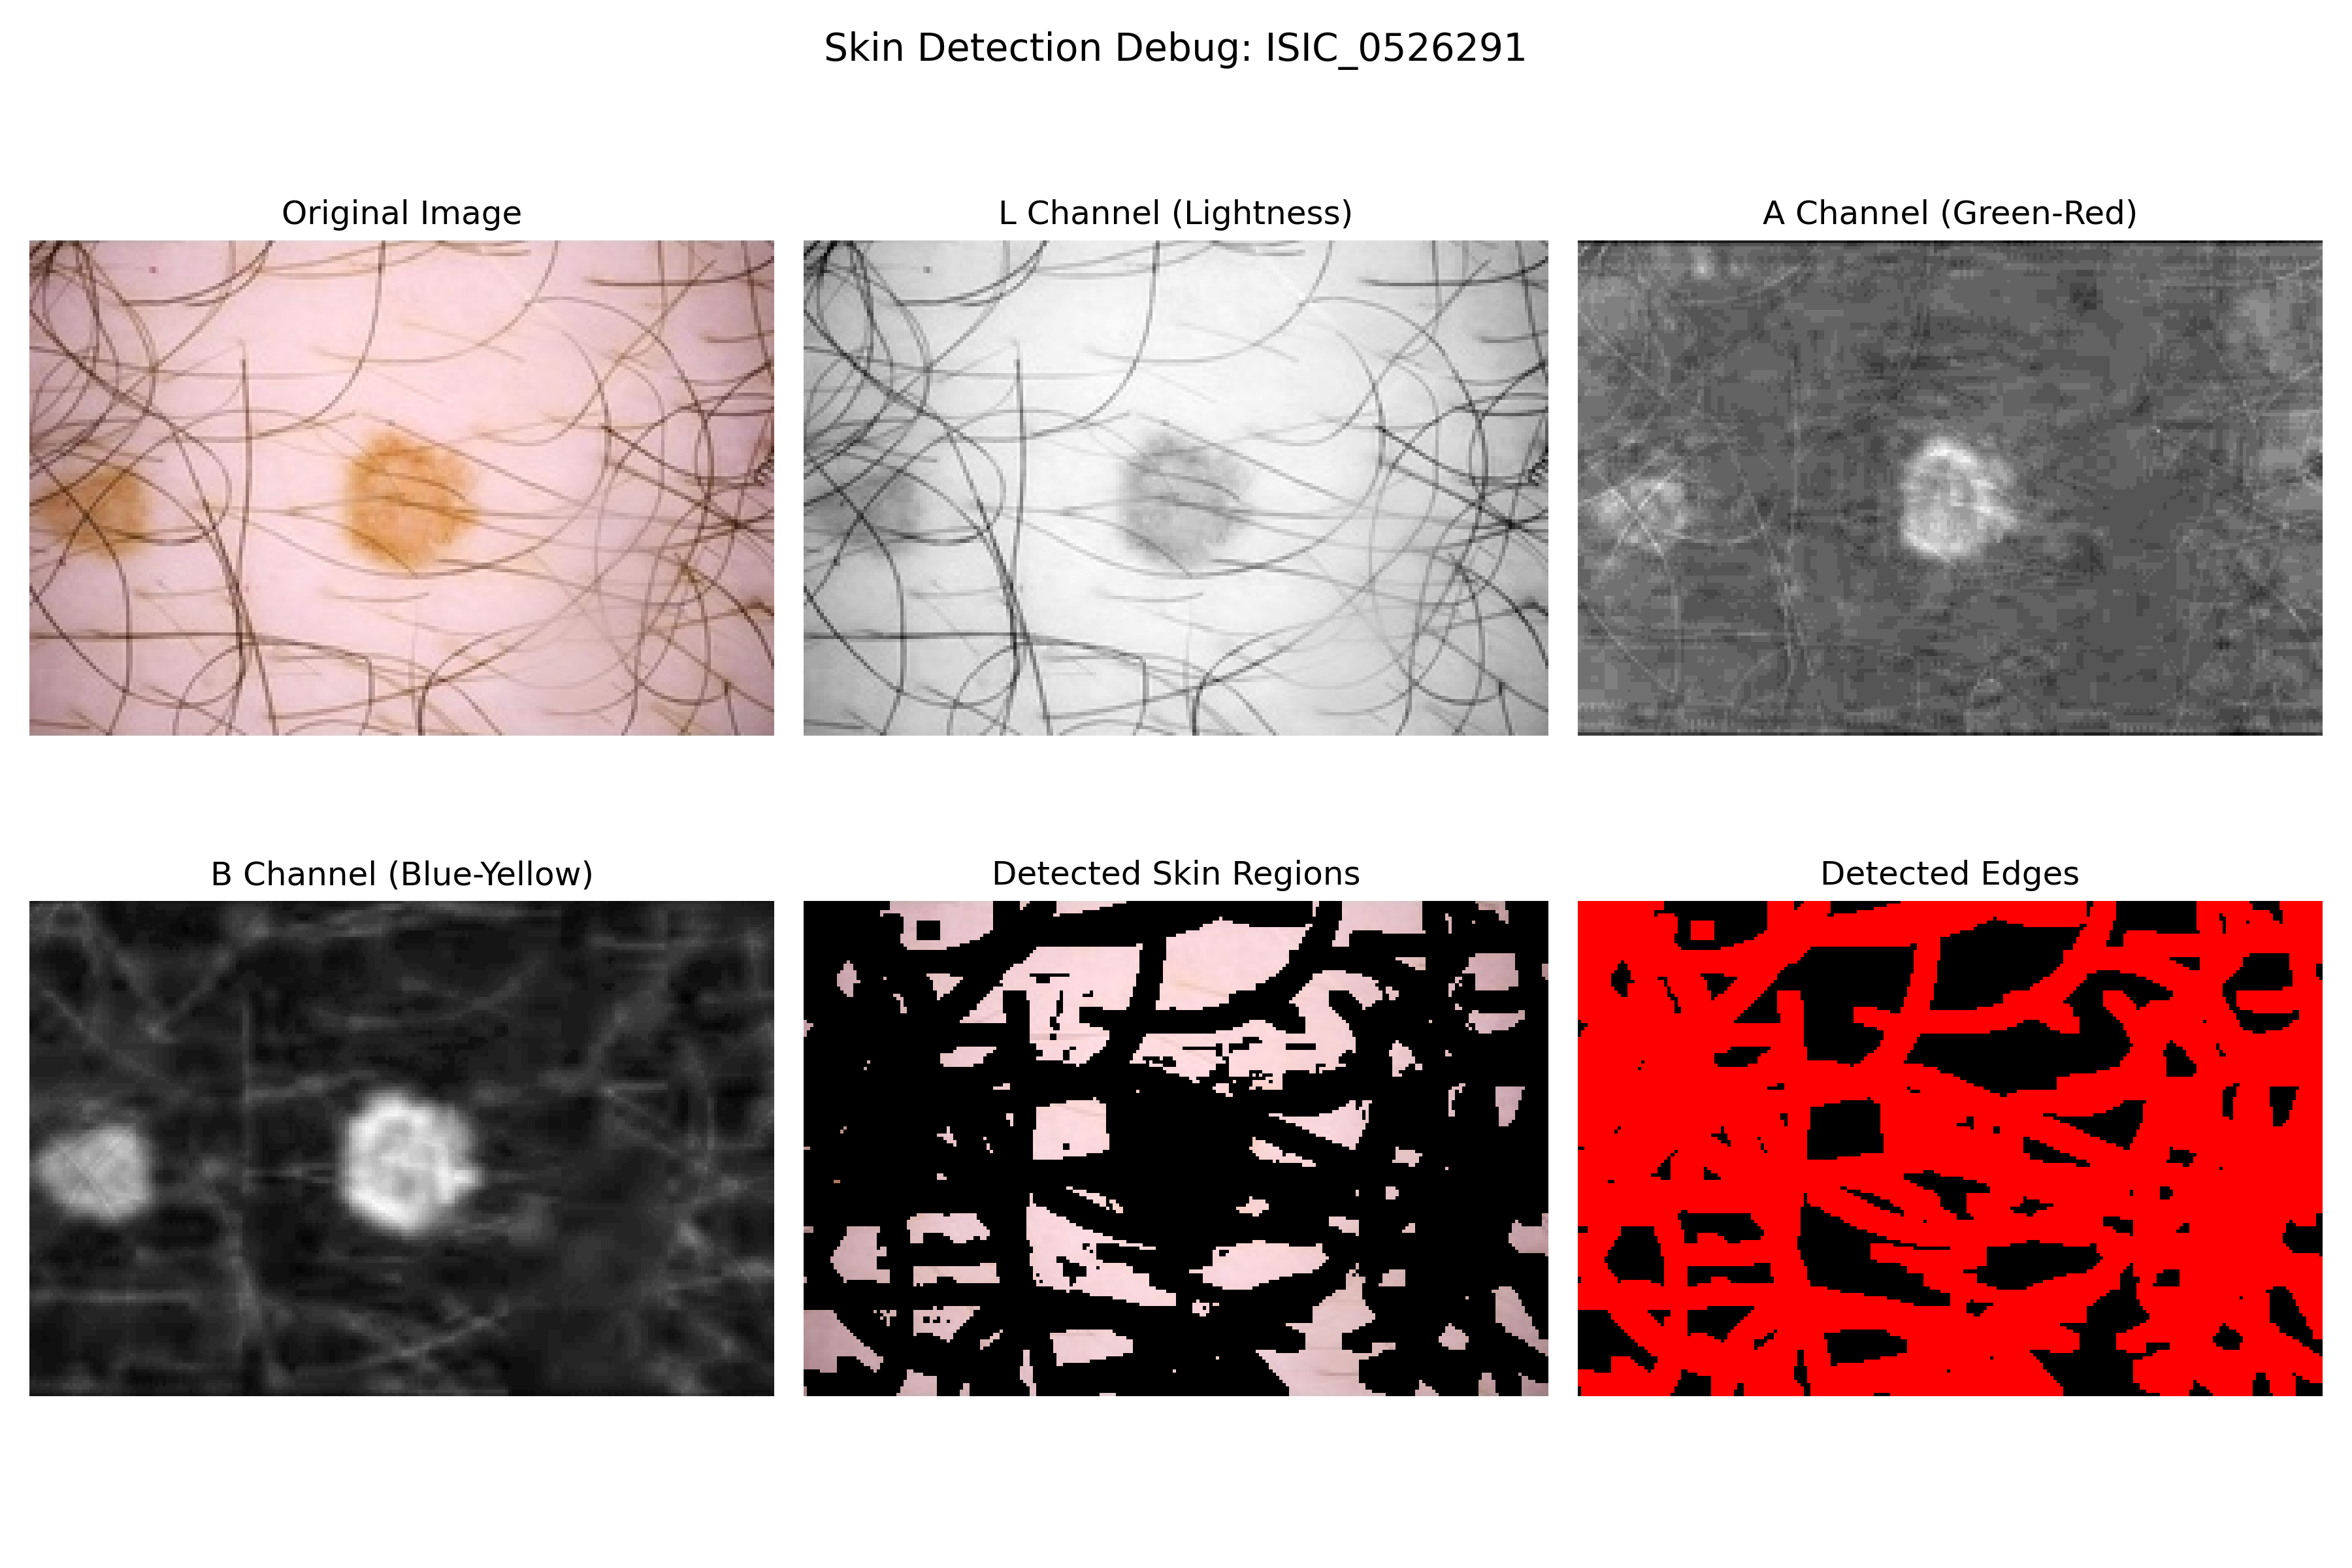 Skin Detection Debug: ISIC_0526291
Original Image
L Channel (Lightness)
A Channel (Green-Red)
B Channel (Blue-Yellow)
Detected Skin Regions
Detected Edges